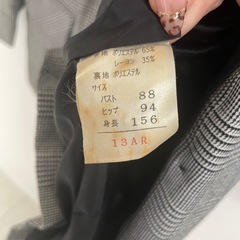 表地 ポリエステル 65%
レーヨン 35%
裏地 ポリエステル
サイズ
バスト 88
ヒップ 94
身長 156
13AR